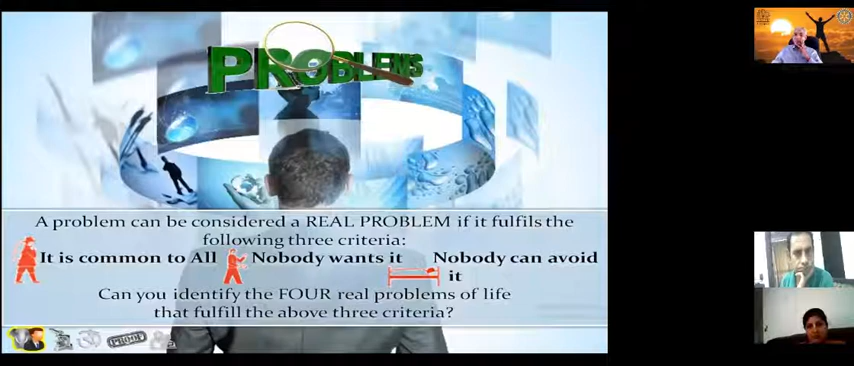 PROBLEMS
A problem can be considered a REAL PROBLEM if it fulfils the
following three criteria:
It is common to All Nobody wants it Nobody can avoid
it
Can you identify the FOUR real problems of life
that fulfill the above three criteria?
PROOF